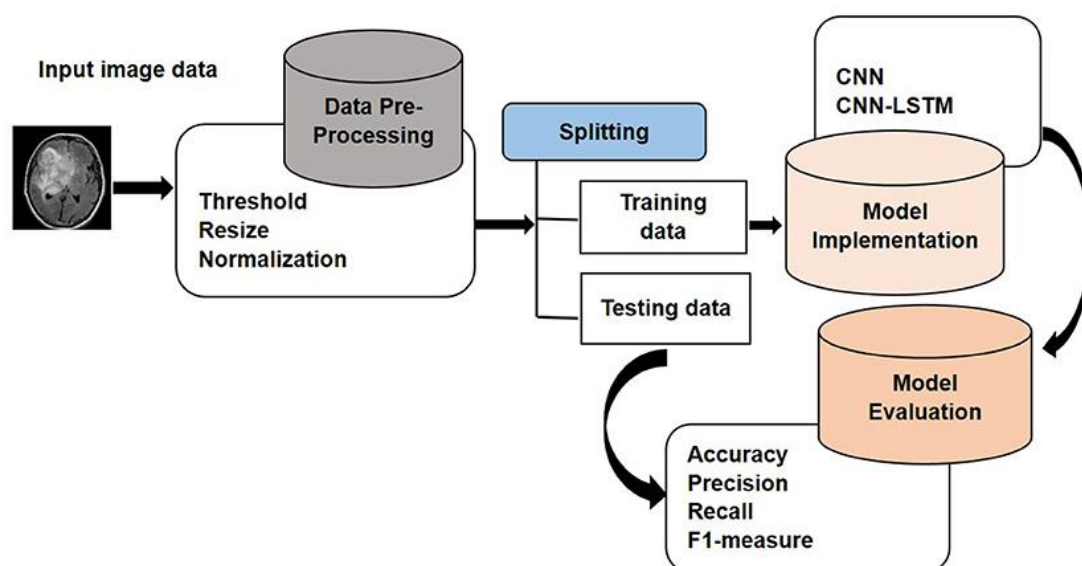 Input image data
Data Pre-
Processing
Threshold
Resize
Normalization
Splitting
Training
data
Testing data
CNN
CNN-LSTM
Model
Implementation
Model
Evaluation
Accuracy
Precision
Recall
F1-measure